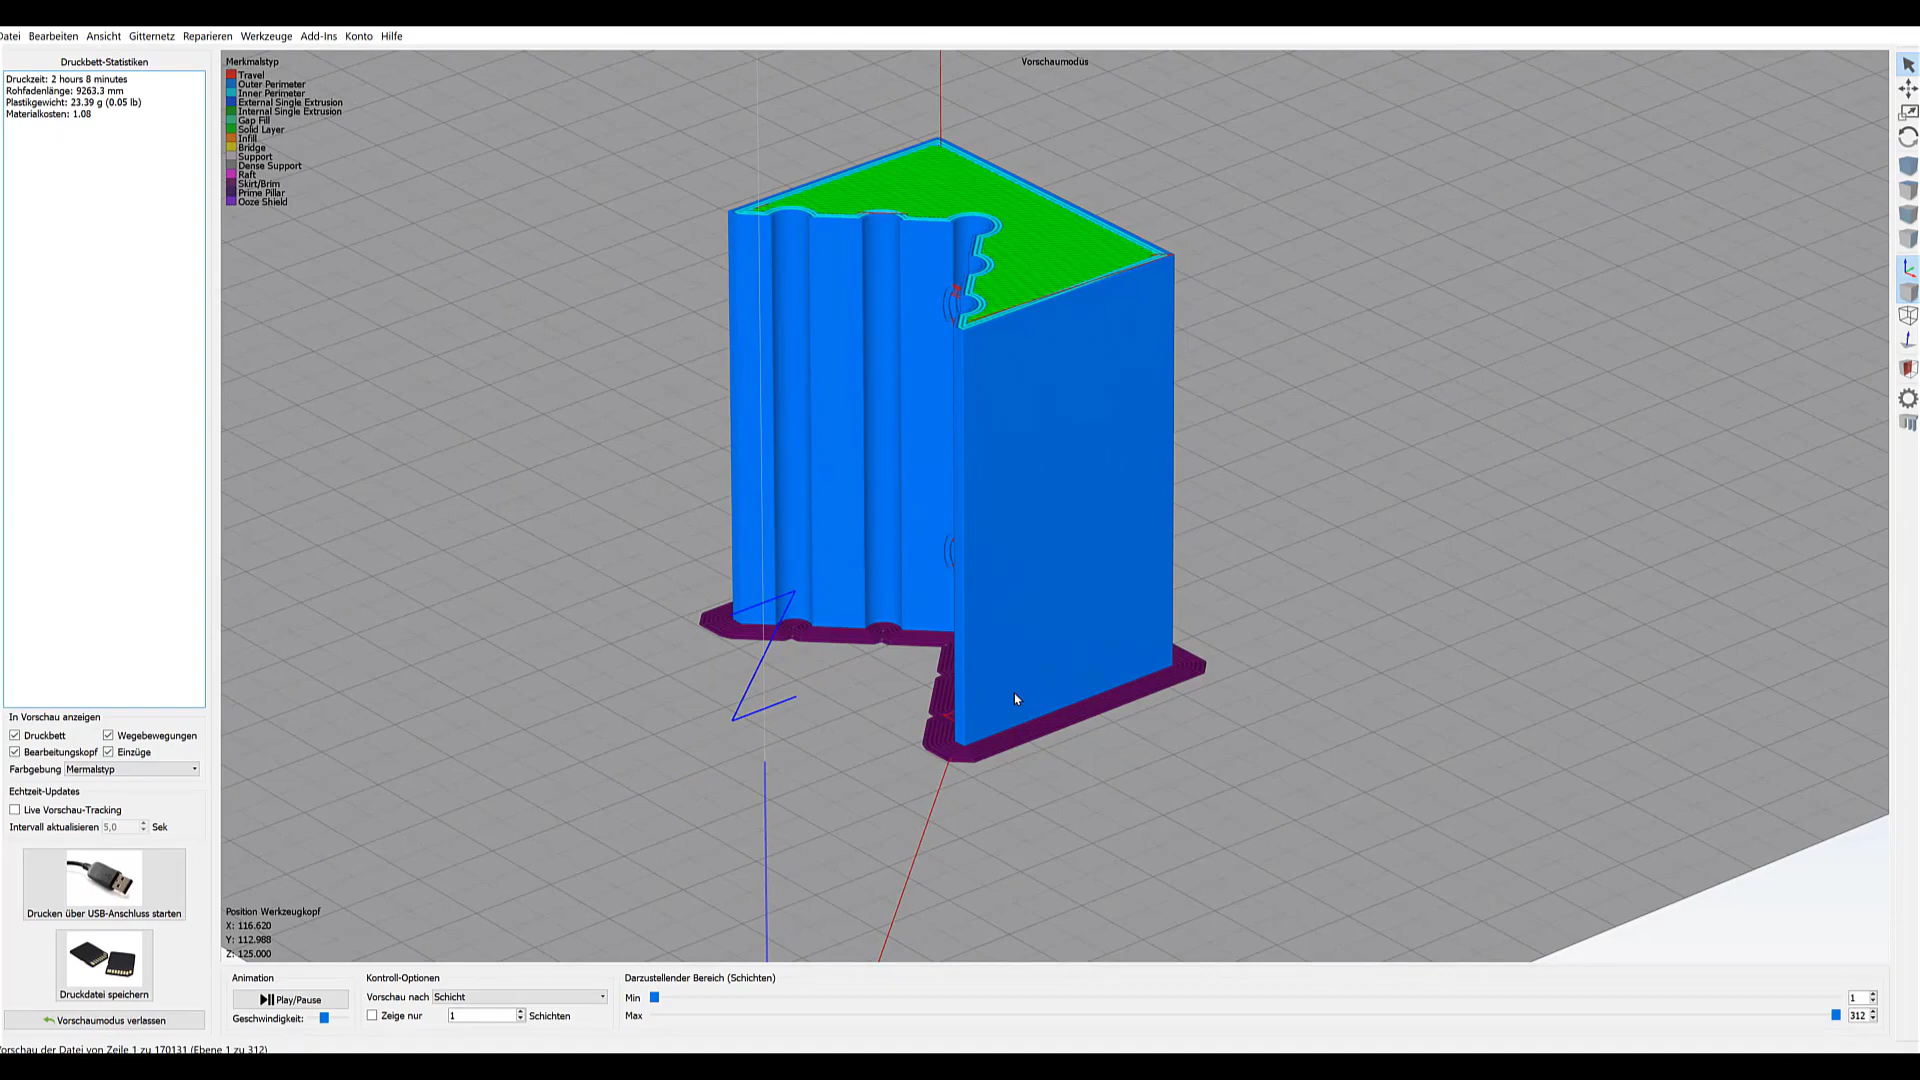 Datei Bearbeiten Ansicht Gitternetz Reparieren Werkzeuge Add-Ins Konto Hilfe
Druckbett-Statistiken
Druckzeit: 2 hours 8 minutes
Rohfadenlänge: 9263.3 mm
Plastikgewicht: 23.39 g (0.05 lb)
Materialkosten: 1.08
Merkmalstyp
Travel
Outer Perimeter
Inner Perimeter
External Single Extrusion
Internal Single Extrusion
Gap Fill
Solid Layer
Infill
Bridge
Support
Dense Support
Raft
Skirt/Brim
Prime Pillar
Ooze Shield
Vorschaumodus
In Vorschau anzeigen
Druckbett Wegebewegungen
Bearbeitungskopf Einzüge
Farbgebung Mermalstyp
Echtzeit-Updates
Live Vorschau-Tracking
Intervall aktualisieren 5,0 Sek
Drucken über USB-Anschluss starten
Druckdatei speichern
Vorschaumodus verlassen
Position Werkzeugkopf
X: 116.620
Y: 112.988
Z: 125.000
Animation
Play/Pause
Geschwindigkeit:
Kontroll-Optionen
Vorschau nach Schicht
Zeige nur 1 Schichten
Darzustellender Bereich (Schichten)
Min 1
Max 312
orschau der Datei von Zeile 1 zu 170131 (Ebene 1 zu 312)